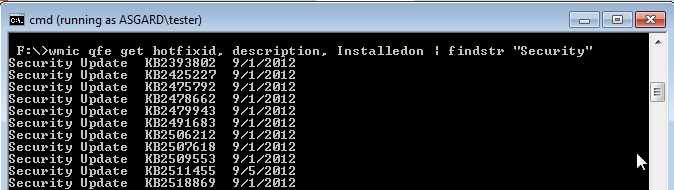 cmd (running as ASGARD\tester)
F:\>wmic qfe get hotfixid, description, Installedon | findstr "Security"
Security Update KB2393802 9/1/2012
Security Update KB2425227 9/1/2012
Security Update KB2475792 9/1/2012
Security Update KB2478662 9/1/2012
Security Update KB2479943 9/1/2012
Security Update KB2491683 9/1/2012
Security Update KB2506212 9/1/2012
Security Update KB2507618 9/1/2012
Security Update KB2509553 9/1/2012
Security Update KB2511455 9/5/2012
Security Update KB2518869 9/1/2012